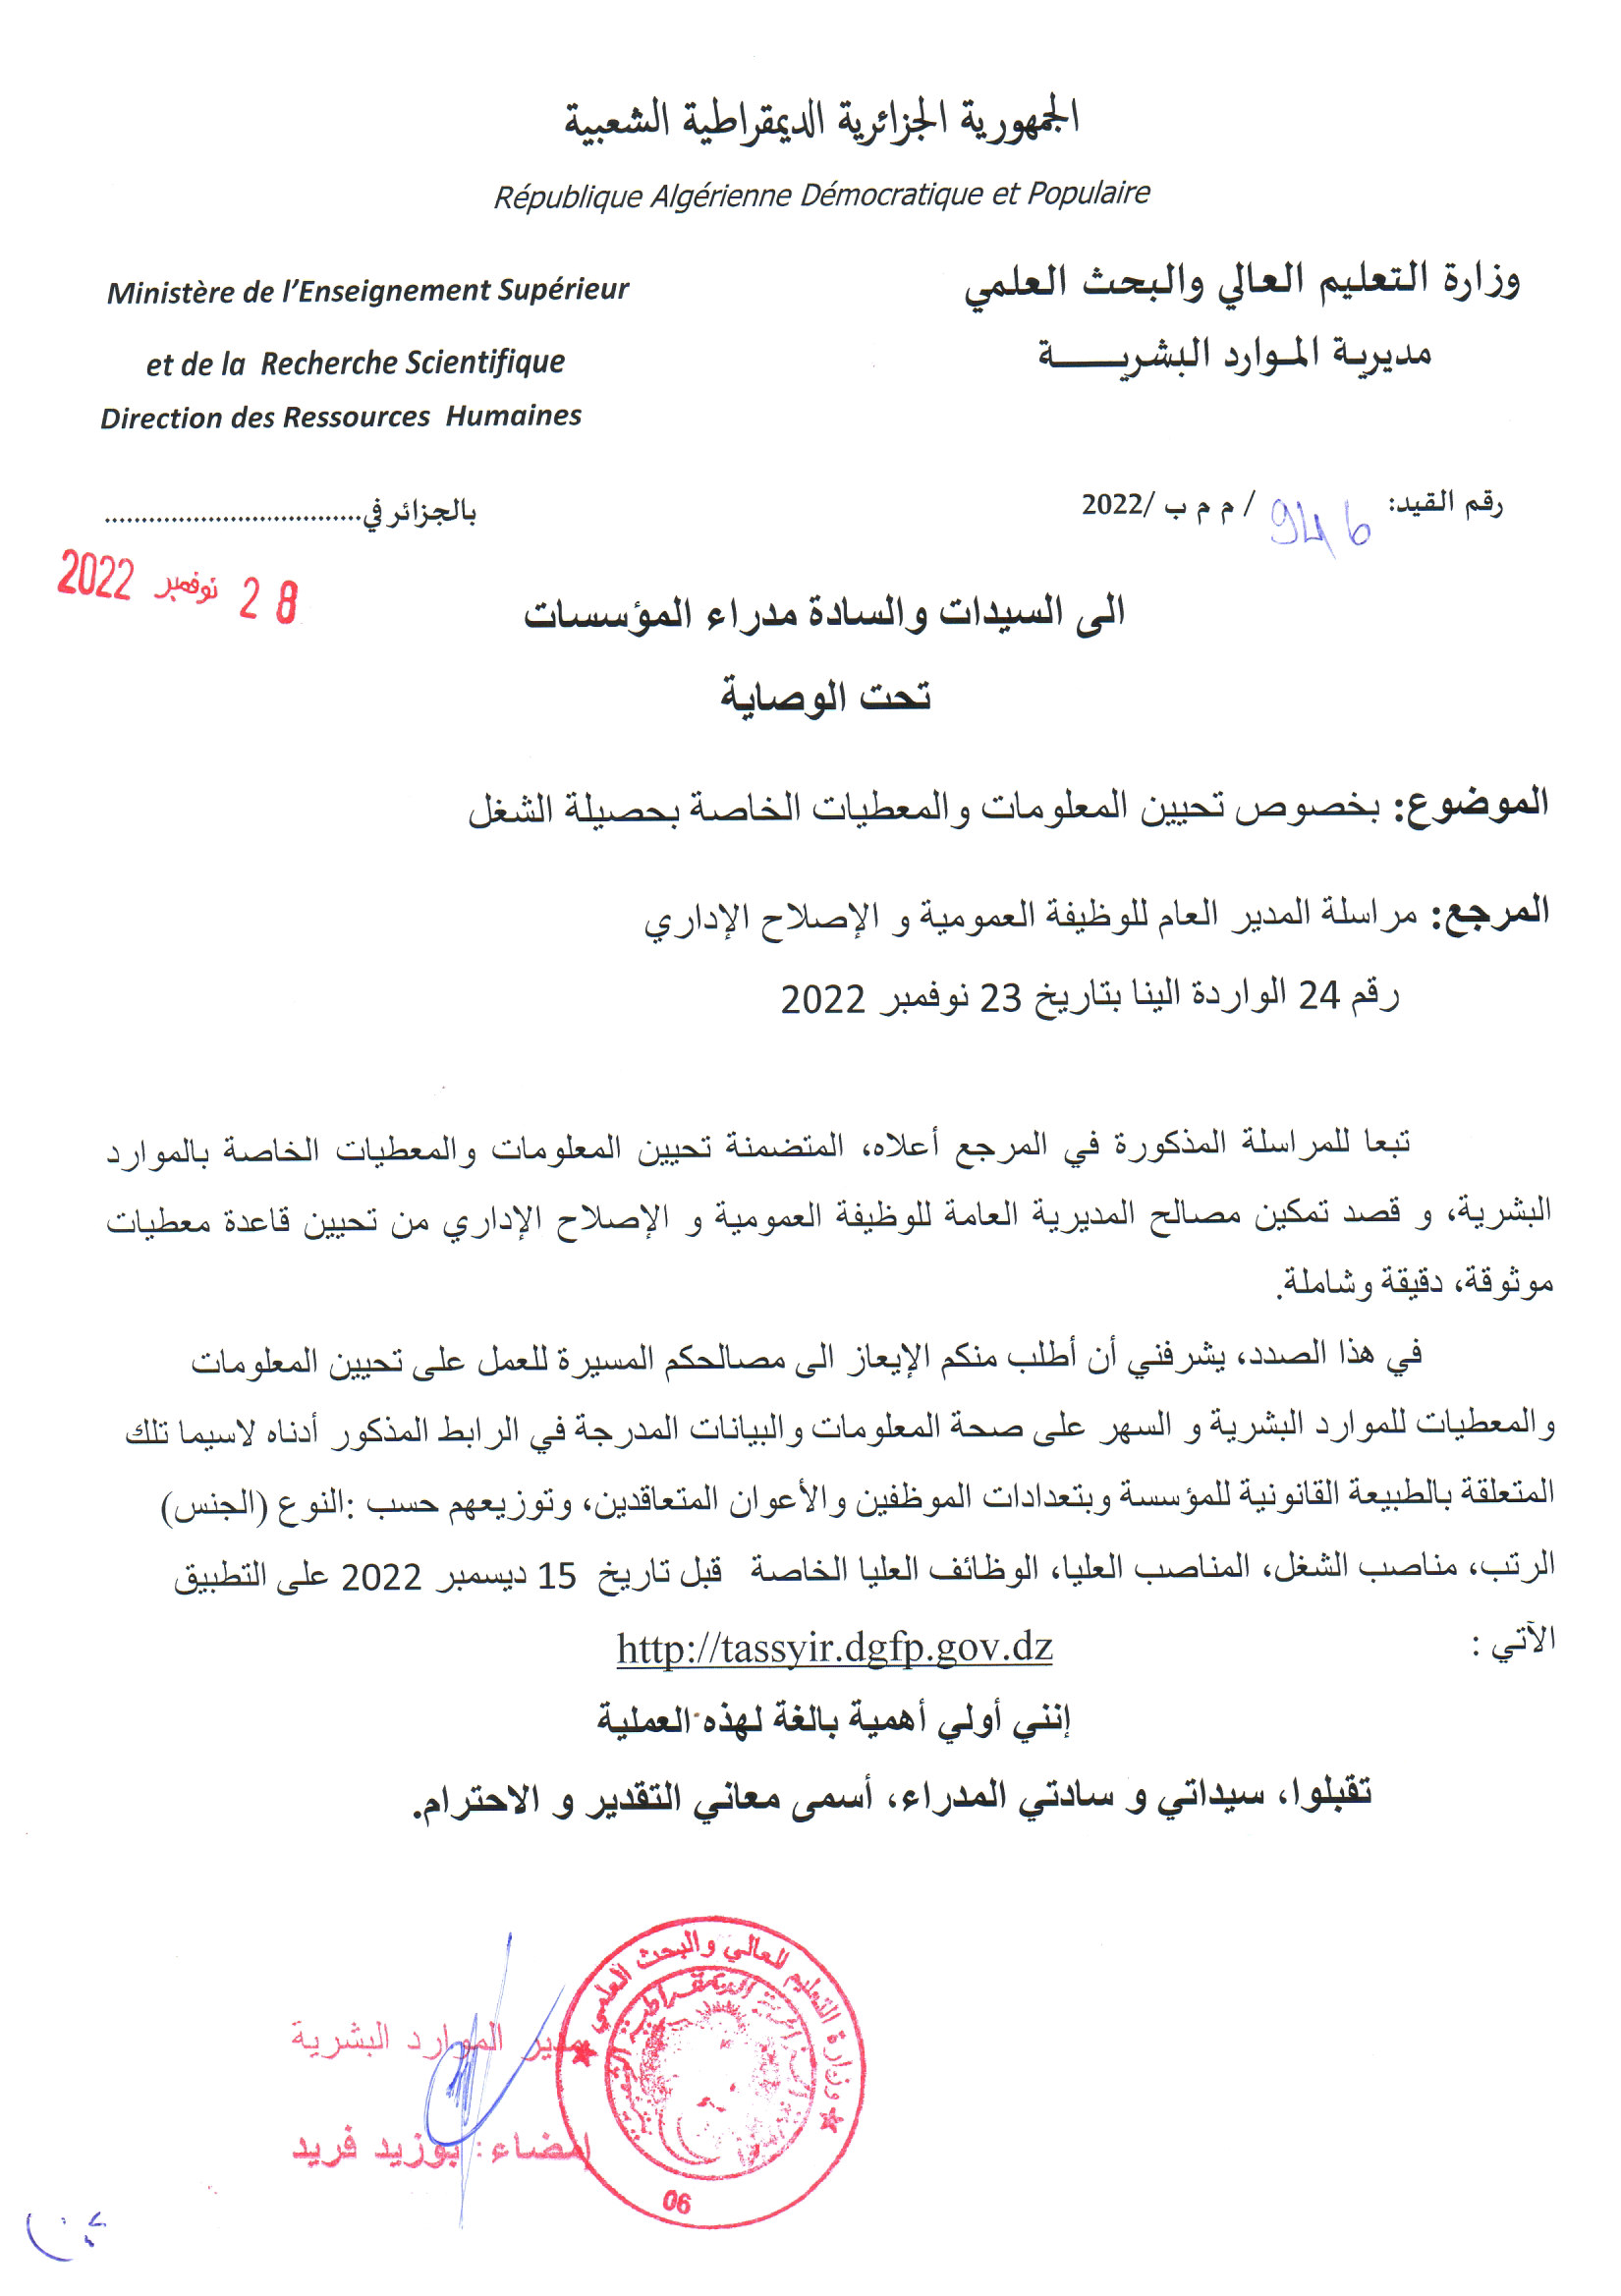 الجمهورية الجزائرية الديمقراطية الشعبية
République Algérienne Démocratique et Populaire
وزارة التعليم العالي والبحث العلمي
Ministère de l'Enseignement Supérieur
مديرية الموارد البشريــــــة
et de la Recherche Scientifique
Direction des Ressources Humaines
رقم القيد: 946 / م م ب /2022
بالجزائر في..................................
28 نوفمبر 2022
الى السيدات والسادة مدراء المؤسسات
تحت الوصاية
الموضوع: بخصوص تحيين المعلومات والمعطيات الخاصة بحصيلة الشغل
المرجع: مراسلة المدير العام للوظيفة العمومية و الإصلاح الإداري
رقم 24 الواردة الينا بتاريخ 23 نوفمبر 2022
تبعا للمراسلة المذكورة في المرجع أعلاه، المتضمنة تحيين المعلومات والمعطيات الخاصة بالموارد
البشرية، و قصد تمكين مصالح المديرية العامة للوظيفة العمومية و الإصلاح الإداري من تحيين قاعدة معطيات
موثوقة، دقيقة وشاملة.
في هذا الصدد، يشرفني أن أطلب منكم الإيعاز الى مصالحكم المسيرة للعمل على تحيين المعلومات
والمعطيات للموارد البشرية و السهر على صحة المعلومات والبيانات المدرجة في الرابط المذكور أدناه لاسيما تلك
المتعلقة بالطبيعة القانونية للمؤسسة وبتعدادات الموظفين والأعوان المتعاقدين، وتوزيعهم حسب :النوع (الجنس)
الرتب، مناصب الشغل، المناصب العليا، الوظائف العليا الخاصة قبل تاريخ 15 ديسمبر 2022 على التطبيق
الآتي : http://tassyir.dgfp.gov.dz
إنني أولي أهمية بالغة لهذه العملية
تقبلوا، سيداتي و سادتي المدراء، أسمى معاني التقدير و الاحترام.
وزارة التعليم العالي والبحث العلمي
الديمقراطية
06
مدير الموارد البشرية
امضاء: بوزيد فريد